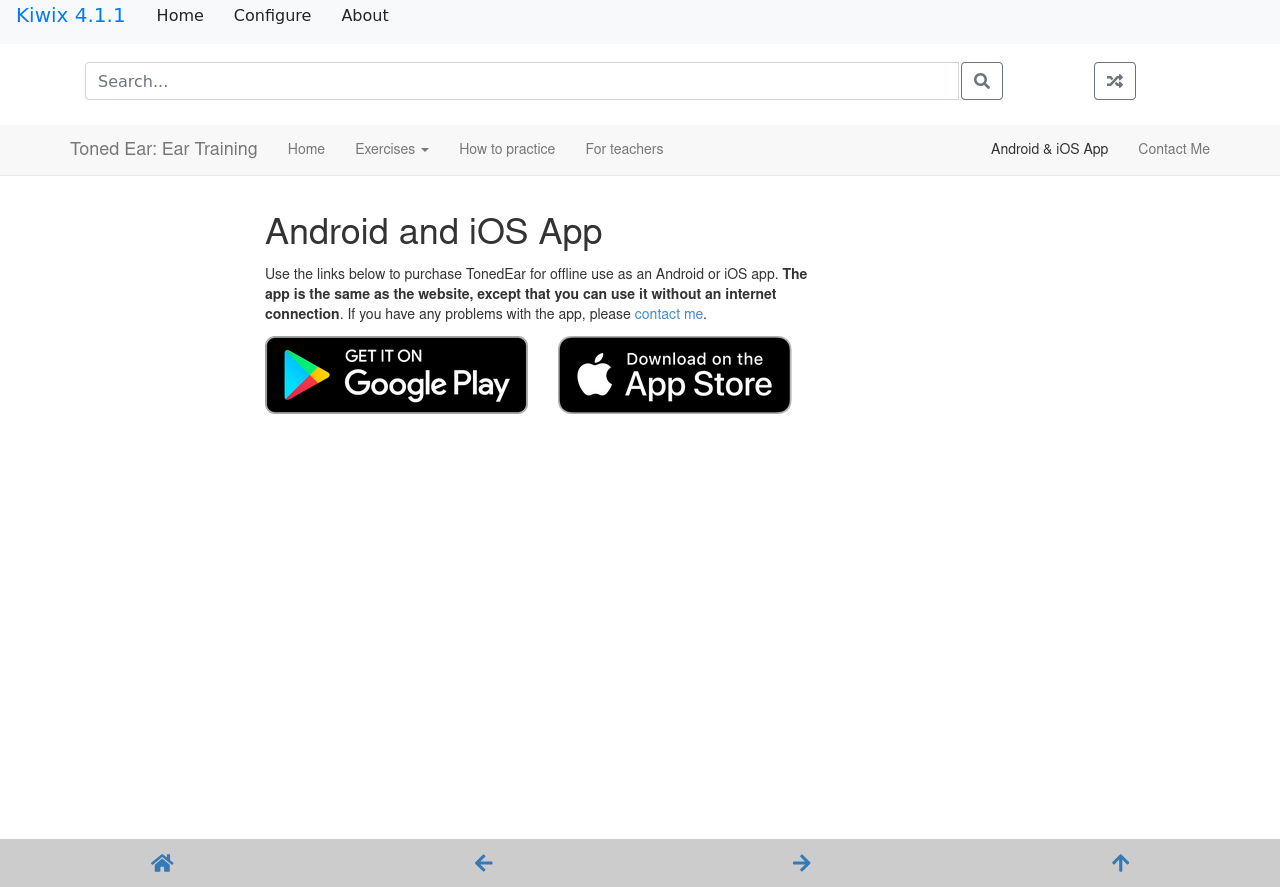 Kiwix 4.1.1 Home Configure About
Search...
Toned Ear: Ear Training Home Exercises How to practice For teachers Android & iOS App Contact Me
Android and iOS App
Use the links below to purchase TonedEar for offline use as an Android or iOS app. The
app is the same as the website, except that you can use it without an internet
connection. If you have any problems with the app, please contact me.
GET IT ON
Google Play
Download on the
App Store